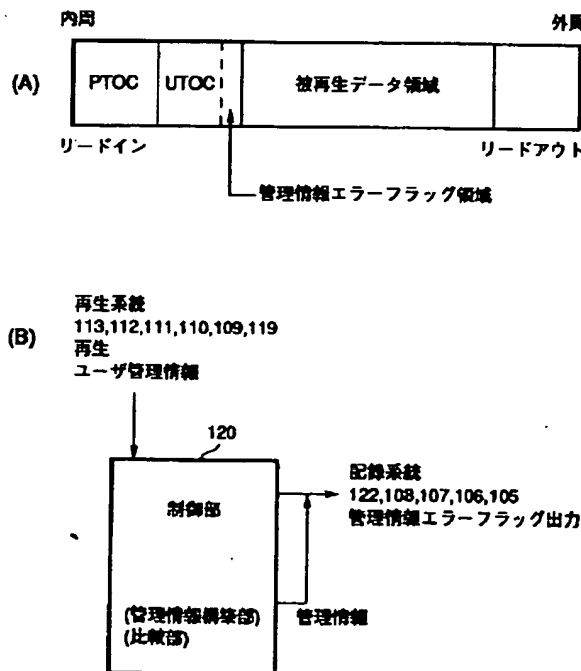 内周 外周
(A)
PTOC UTOC 被再生データ領域
リードイン リードアウト
管理情報エラーフラッグ領域
(B)
再生系統
113,112,111,110,109,119
再生
ユーザ管理情報
120
制御部
(管理情報構築部)
(比較部)
記録系統
122,108,107,106,105
管理情報エラーフラッグ出力
管理情報